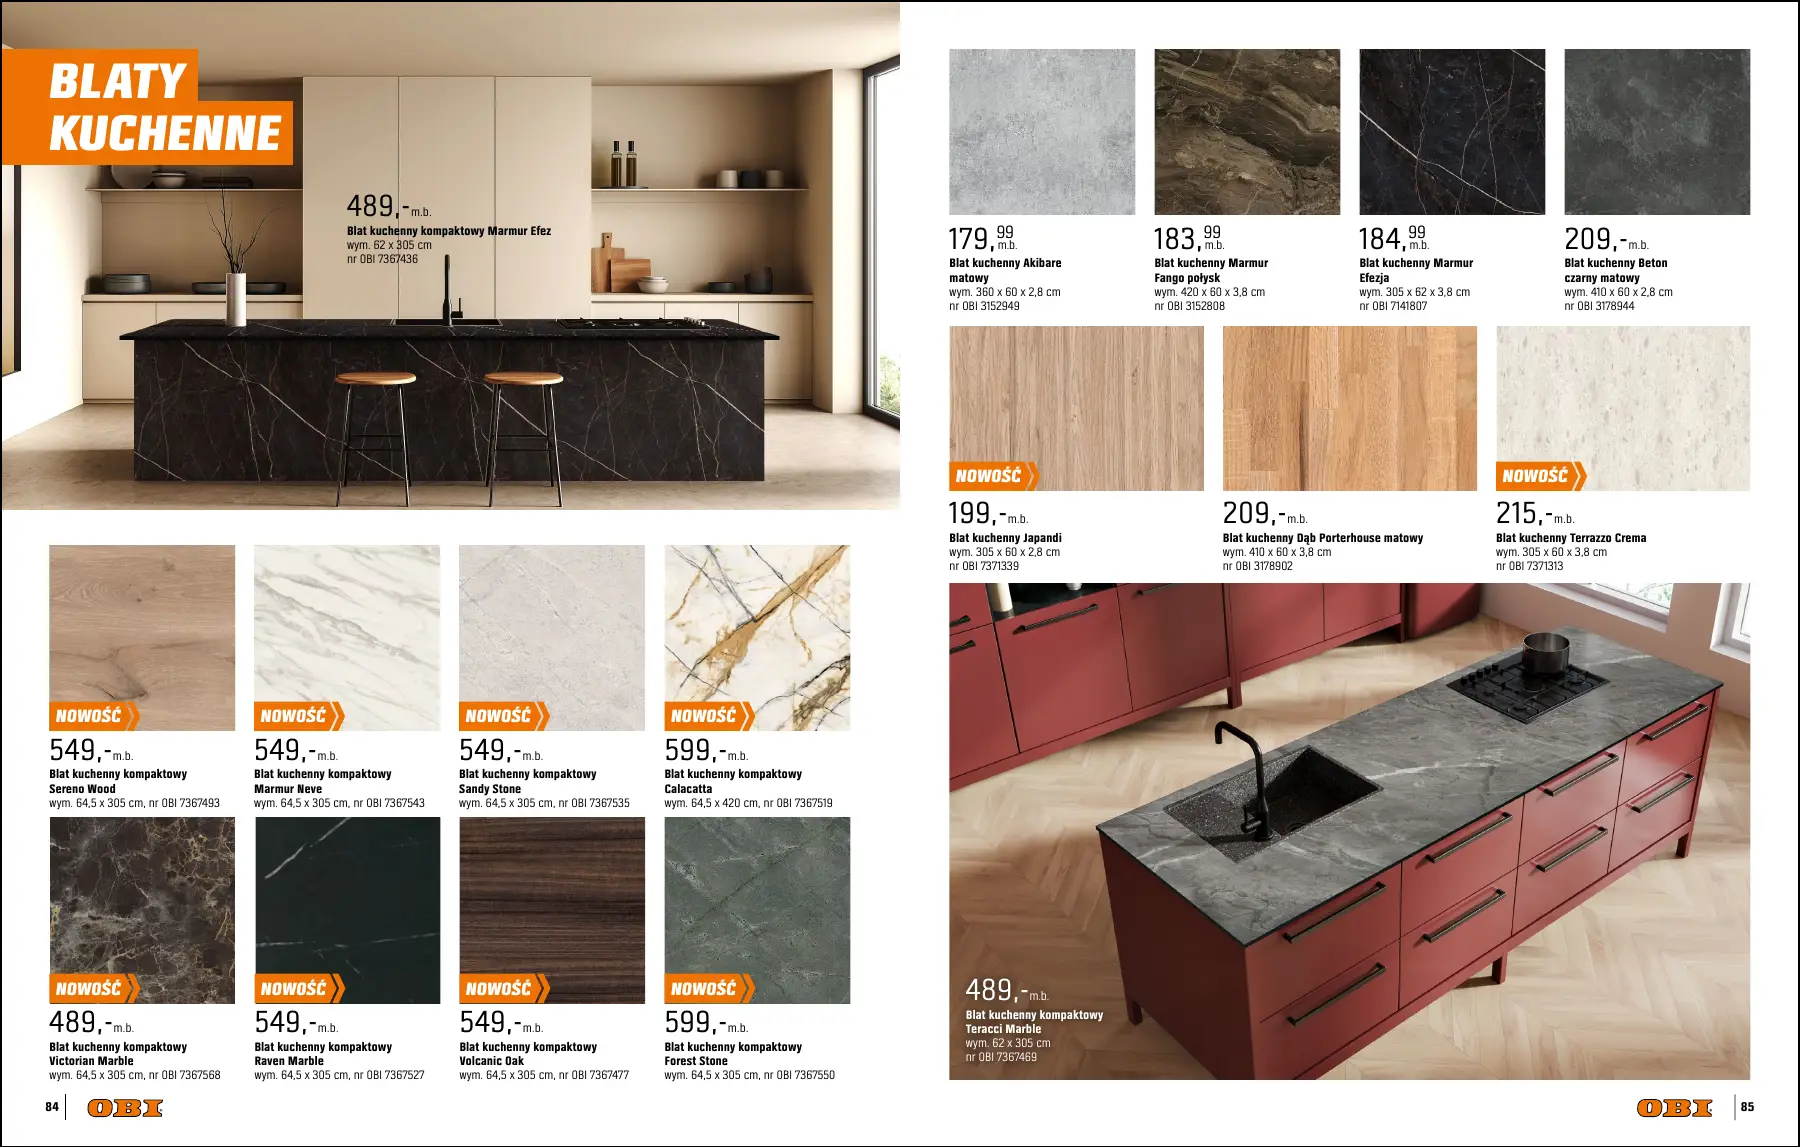 BLATY
KUCHENNE
489,-m.b.
Blat kuchenny kompaktowy Marmur Efez
wym. 62 x 305 cm
nr OBI 7367436
NOWOŚĆ
549,-m.b.
Blat kuchenny kompaktowy
Sereno Wood
wym. 64,5 x 305 cm, nr OBI 7367493
NOWOŚĆ
549,-m.b.
Blat kuchenny kompaktowy
Marmur Neve
wym. 64,5 x 305 cm, nr OBI 7367543
NOWOŚĆ
549,-m.b.
Blat kuchenny kompaktowy
Sandy Stone
wym. 64,5 x 305 cm, nr OBI 7367535
NOWOŚĆ
599,-m.b.
Blat kuchenny kompaktowy
Calacatta
wym. 64,5 x 420 cm, nr OBI 7367519
NOWOŚĆ
489,-m.b.
Blat kuchenny kompaktowy
Victorian Marble
wym. 64,5 x 305 cm, nr OBI 7367568
NOWOŚĆ
549,-m.b.
Blat kuchenny kompaktowy
Raven Marble
wym. 64,5 x 305 cm, nr OBI 7367527
NOWOŚĆ
549,-m.b.
Blat kuchenny kompaktowy
Volcanic Oak
wym. 64,5 x 305 cm, nr OBI 7367477
NOWOŚĆ
599,-m.b.
Blat kuchenny kompaktowy
Forest Stone
wym. 64,5 x 305 cm, nr OBI 7367550
84 OBI
179,99 m.b.
Blat kuchenny Akibare
matowy
wym. 360 x 60 x 2,8 cm
nr OBI 3152949
183,99 m.b.
Blat kuchenny Marmur
Fango połysk
wym. 420 x 60 x 3,8 cm
nr OBI 3152808
184,99 m.b.
Blat kuchenny Marmur
Efezja
wym. 305 x 62 x 3,8 cm
nr OBI 7141807
209,-m.b.
Blat kuchenny Beton
czarny matowy
wym. 410 x 60 x 2,8 cm
nr OBI 3178944
NOWOŚĆ
199,-m.b.
Blat kuchenny Japandi
wym. 305 x 60 x 2,8 cm
nr OBI 7371339
209,-m.b.
Blat kuchenny Dąb Porterhouse matowy
wym. 410 x 60 x 3,8 cm
nr OBI 3178902
NOWOŚĆ
215,-m.b.
Blat kuchenny Terrazzo Crema
wym. 305 x 60 x 3,8 cm
nr OBI 7371313
489,-m.b.
Blat kuchenny kompaktowy
Teracci Marble
wym. 62 x 305 cm
nr OBI 7367469
OBI 85